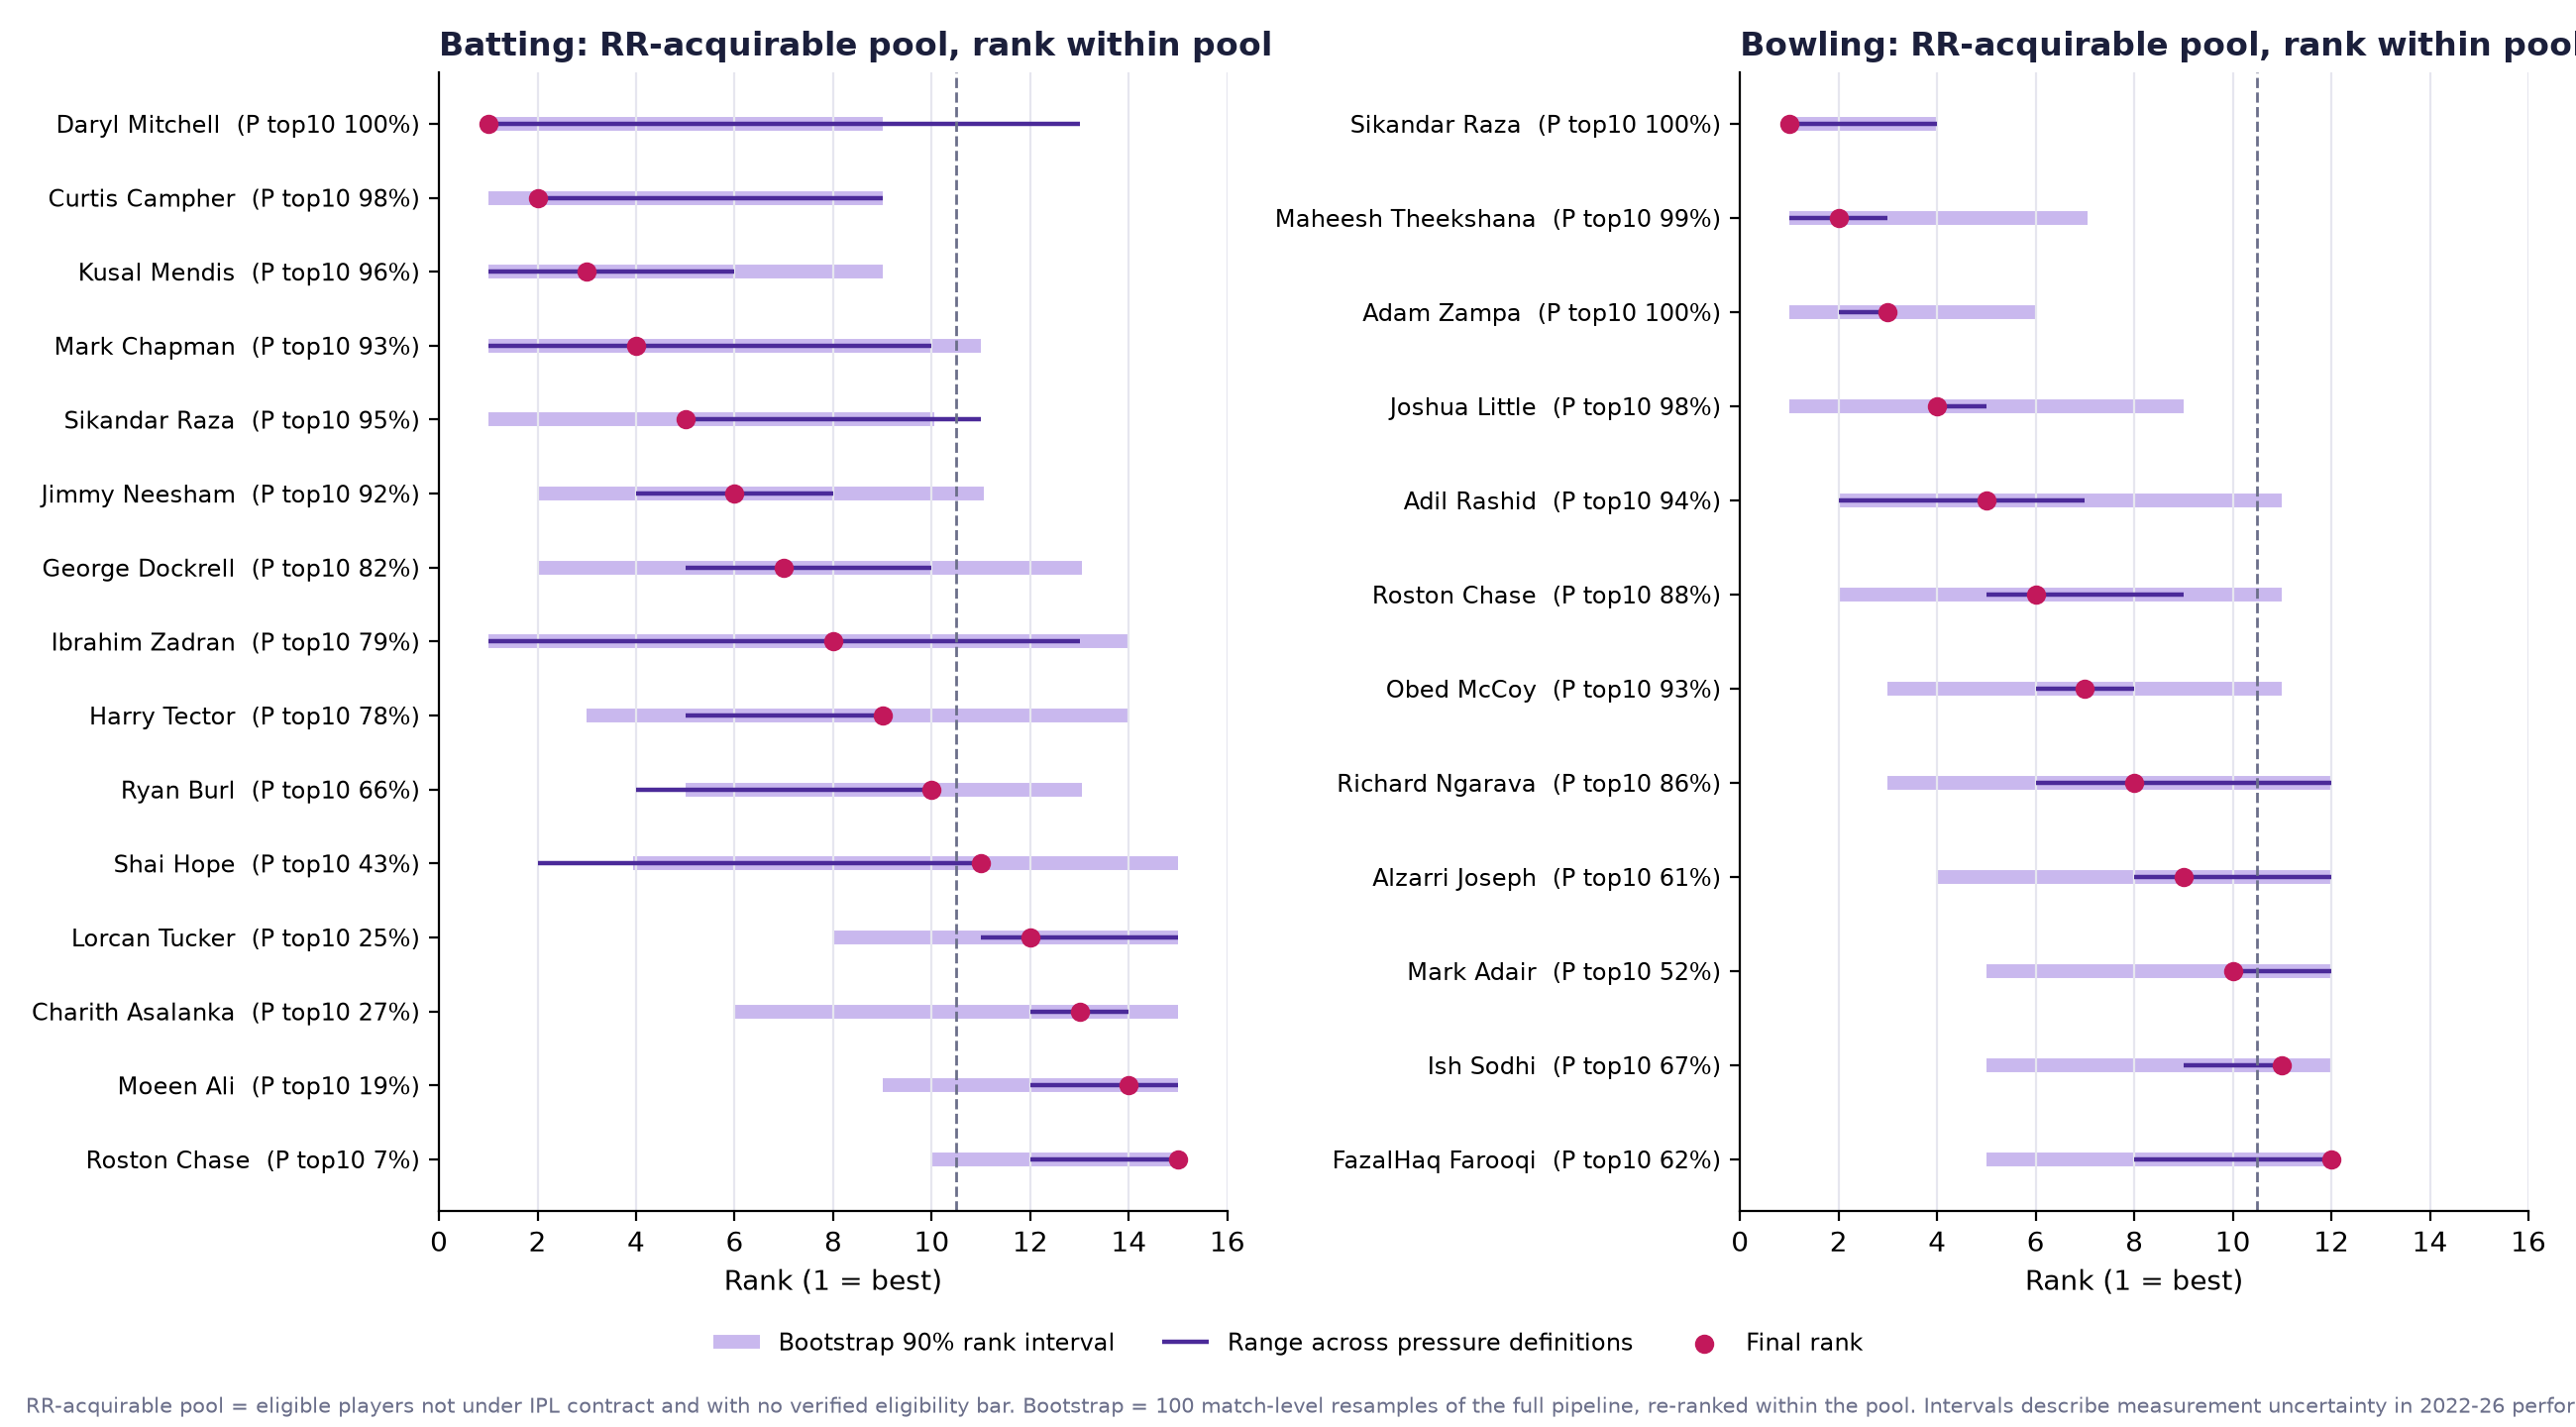 Batting: RR-acquirable pool, rank within pool
Daryl Mitchell (P top10 100%)
Curtis Campher (P top10 98%)
Kusal Mendis (P top10 96%)
Mark Chapman (P top10 93%)
Sikandar Raza (P top10 95%)
Jimmy Neesham (P top10 92%)
George Dockrell (P top10 82%)
Ibrahim Zadran (P top10 79%)
Harry Tector (P top10 78%)
Ryan Burl (P top10 66%)
Shai Hope (P top10 43%)
Lorcan Tucker (P top10 25%)
Charith Asalanka (P top10 27%)
Moeen Ali (P top10 19%)
Roston Chase (P top10 7%)
0 2 4 6 8 10 12 14 16
Rank (1 = best)
Bowling: RR-acquirable pool, rank within pool
Sikandar Raza (P top10 100%)
Maheesh Theekshana (P top10 99%)
Adam Zampa (P top10 100%)
Joshua Little (P top10 98%)
Adil Rashid (P top10 94%)
Roston Chase (P top10 88%)
Obed McCoy (P top10 93%)
Richard Ngarava (P top10 86%)
Alzarri Joseph (P top10 61%)
Mark Adair (P top10 52%)
Ish Sodhi (P top10 67%)
FazalHaq Farooqi (P top10 62%)
0 2 4 6 8 10 12 14 16
Rank (1 = best)
Bootstrap 90% rank interval
Range across pressure definitions
Final rank
RR-acquirable pool = eligible players not under IPL contract and with no verified eligibility bar. Bootstrap = 100 match-level resamples of the full pipeline, re-ranked within the pool. Intervals describe measurement uncertainty in 2022-26